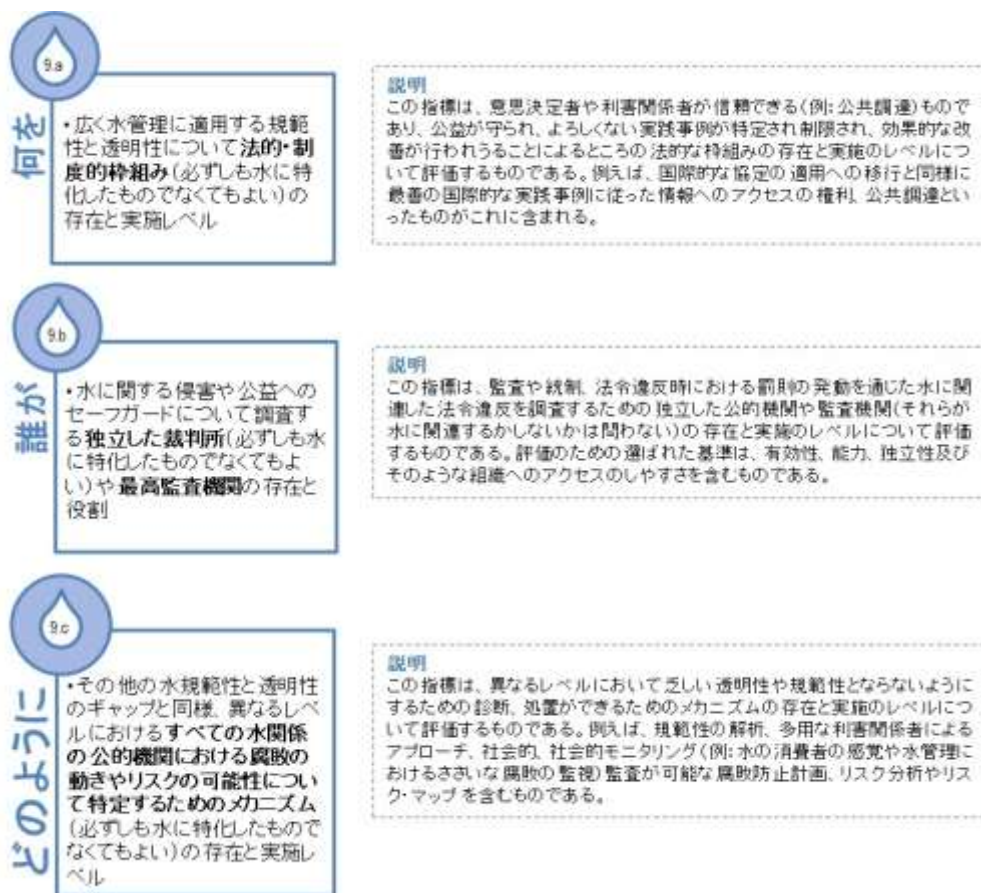 9.a
何を
・広く水管理に適用する規範
性と透明性について法的・制
度的枠組み(必ずしも水に特
化したものでなくてもよい)の
存在と実施レベル
説明
この指標は、意思決定者や利害関係者が信頼できる(例:公共調達)もので
あり、公益が守られ、よろしくない実践事例が特定され制限され、効果的な改
善が行われうることによるところの法的な枠組みの存在と実施のレベルにつ
いて評価するものである。例えば、国際的な協定の適用への移行と同様に
最善の国際的な実践事例に従った情報へのアクセスの権利、公共調達とい
ったものがこれに含まれる。
9.b
誰が
・水に関する侵害や公益への
セーフガードについて調査す
る独立した裁判所(必ずしも水
に特化したものでなくてもよ
い)や最高監査機関の存在と
役割
説明
この指標は、監査や統制、法令違反時における罰則の発動を通じた水に関
連した法令違反を調査するための独立した公的機関や監査機関(それらが
水に関連するかしないかは問わない)の存在と実施のレベルについて評価
するものである。評価のための選ばれた基準は、有効性、能力、独立性及び
そのような組織へのアクセスのしやすさを含むものである。
9.c
どのように
・その他の水規範性と透明性
のギャップと同様、異なるレベ
ルにおけるすべての水関係
の公的機関における腐敗の
動きやリスクの可能性につい
て特定するためのメカニズム
(必ずしも水に特化したもので
なくてもよい)の存在と実施レ
ベル
説明
この指標は、異なるレベルにおいて乏しい透明性や規範性とならないように
するための診断、処置ができるためのメカニズムの存在と実施のレベルにつ
いて評価するものである。例えば、規範性の解析、多用な利害関係者による
アプローチ、社会的、社会的モニタリング(例:水の消費者の感覚や水管理に
おけるささいな腐敗の監視)監査が可能な腐敗防止計画、リスク分析やリス
ク・マップを含むものである。